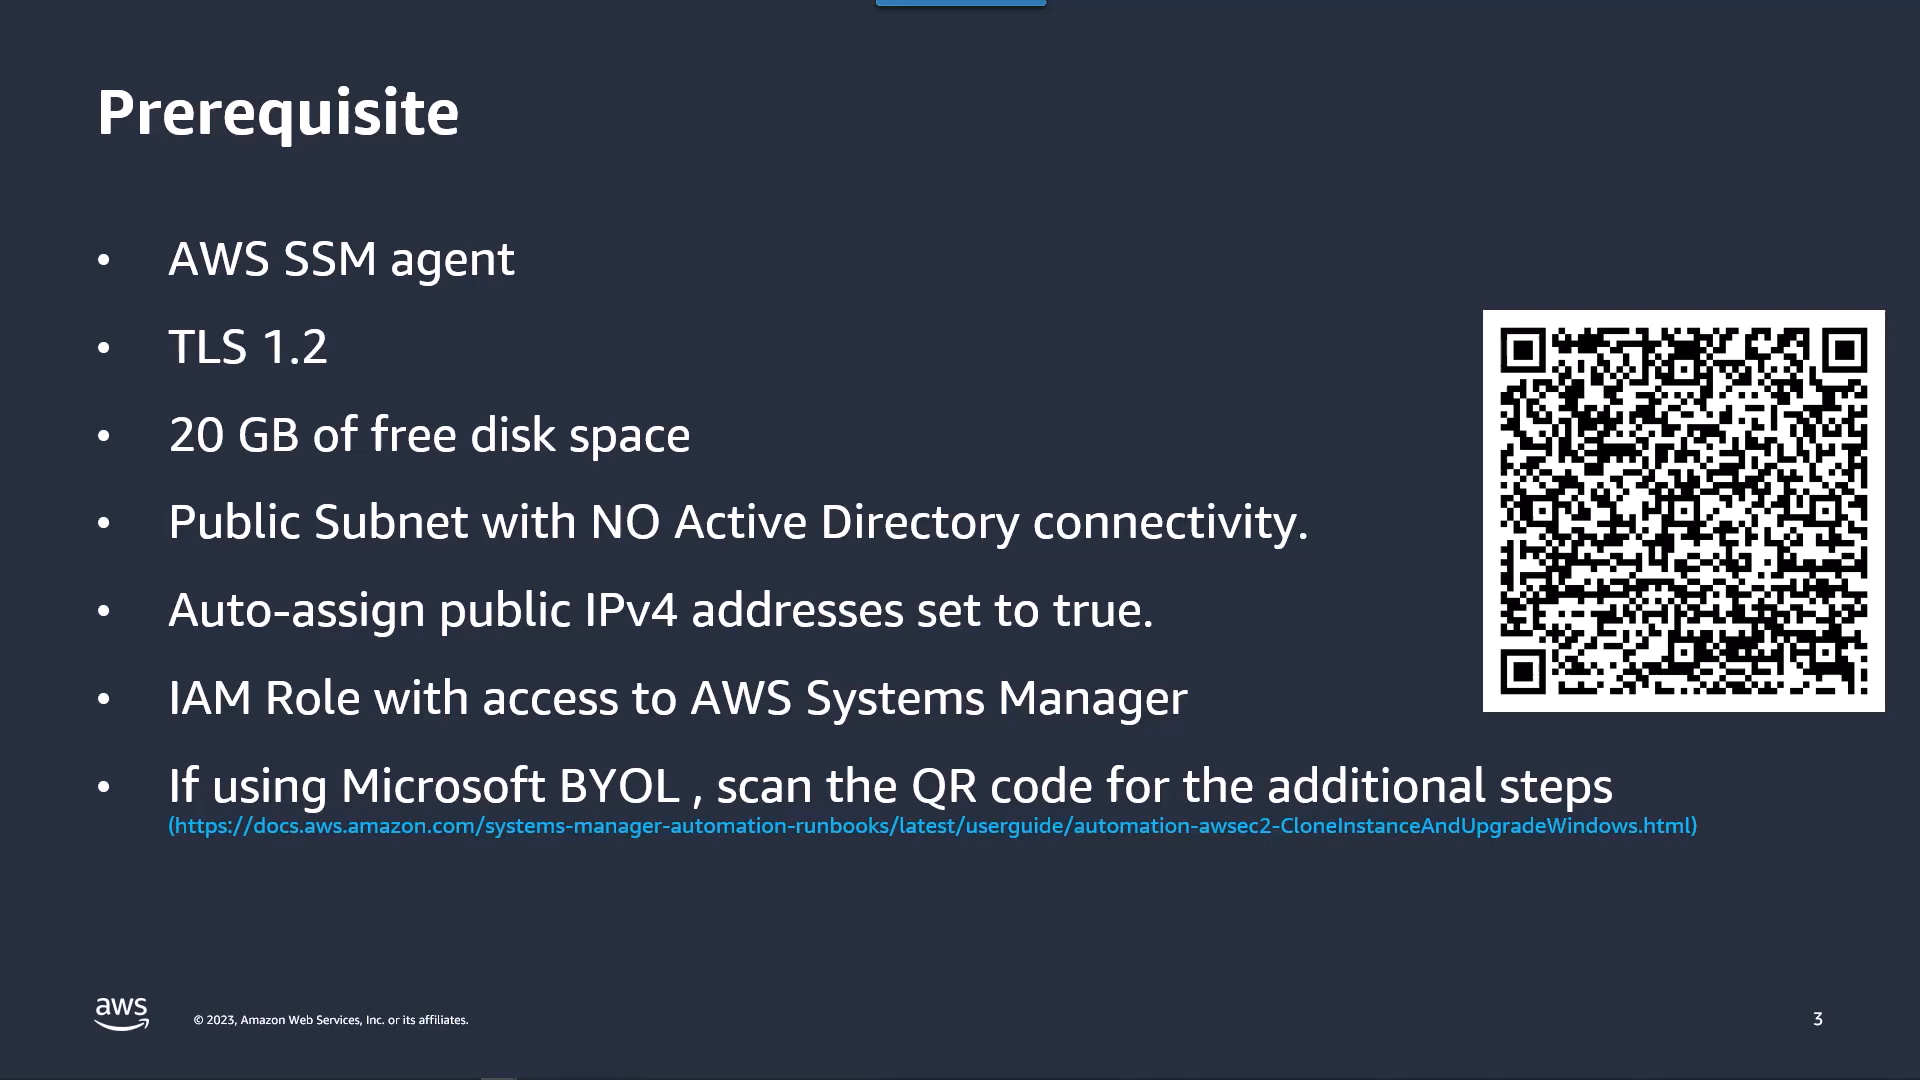 Prerequisite
• AWS SSM agent
• TLS 1.2
• 20 GB of free disk space
• Public Subnet with NO Active Directory connectivity.
• Auto-assign public IPv4 addresses set to true.
• IAM Role with access to AWS Systems Manager
• If using Microsoft BYOL , scan the QR code for the additional steps
(https://docs.aws.amazon.com/systems-manager-automation-runbooks/latest/userguide/automation-awsec2-CloneInstanceAndUpgradeWindows.html)
aws
© 2023, Amazon Web Services, Inc. or its affiliates.
3